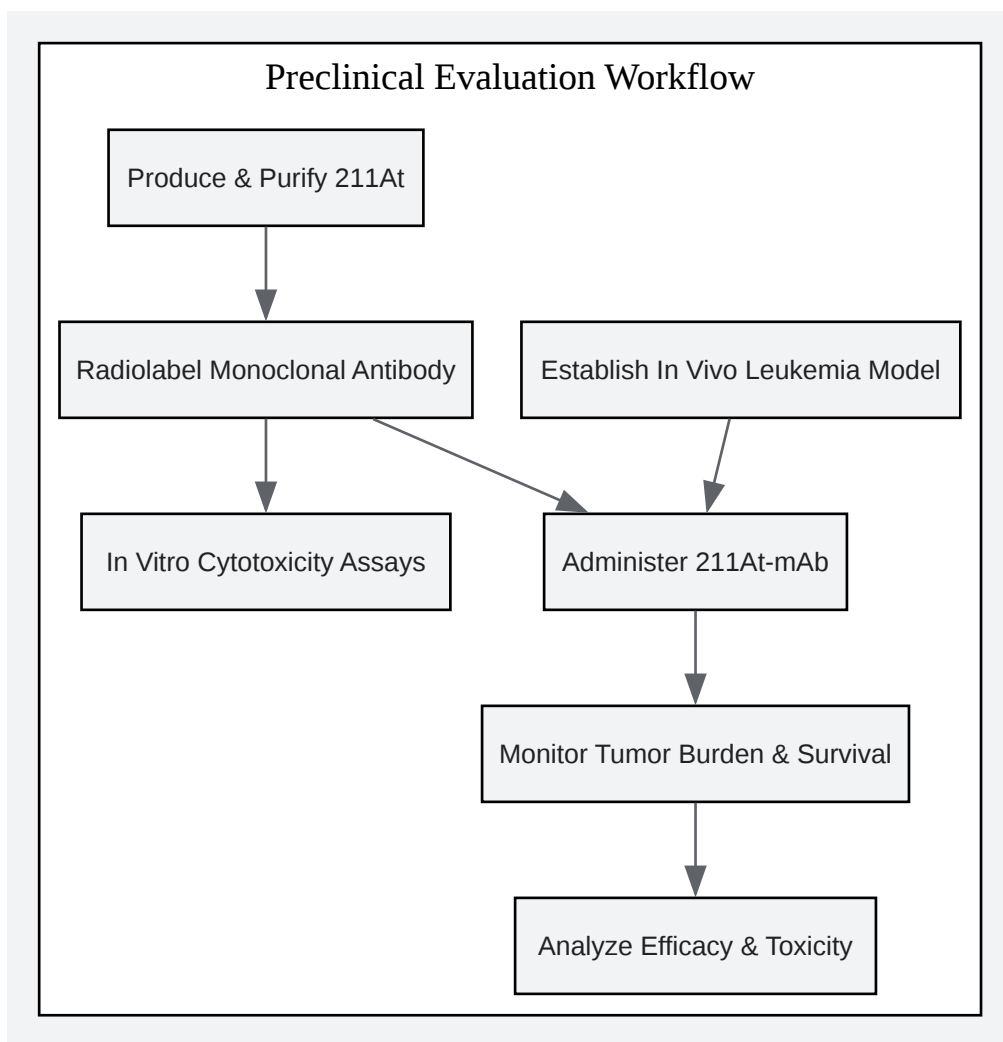 Preclinical Evaluation Workflow
Produce & Purify 211At
Radiolabel Monoclonal Antibody
Establish In Vivo Leukemia Model
In Vitro Cytotoxicity Assays
Administer 211At-mAb
Monitor Tumor Burden & Survival
Analyze Efficacy & Toxicity